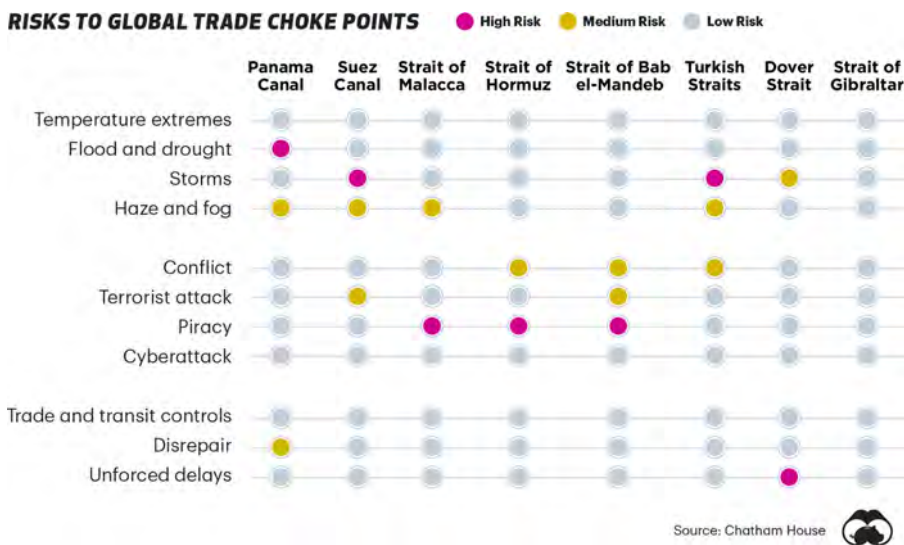 RISKS TO GLOBAL TRADE CHOKE POINTS
High Risk
Medium Risk
Low Risk
Panama Canal
Suez Canal
Strait of Malacca
Strait of Hormuz
Strait of Bab el-Mandeb
Turkish Straits
Dover Strait
Strait of Gibraltar
Temperature extremes
Flood and drought
Storms
Haze and fog
Conflict
Terrorist attack
Piracy
Cyberattack
Trade and transit controls
Disrepair
Unforced delays
Source: Chatham House